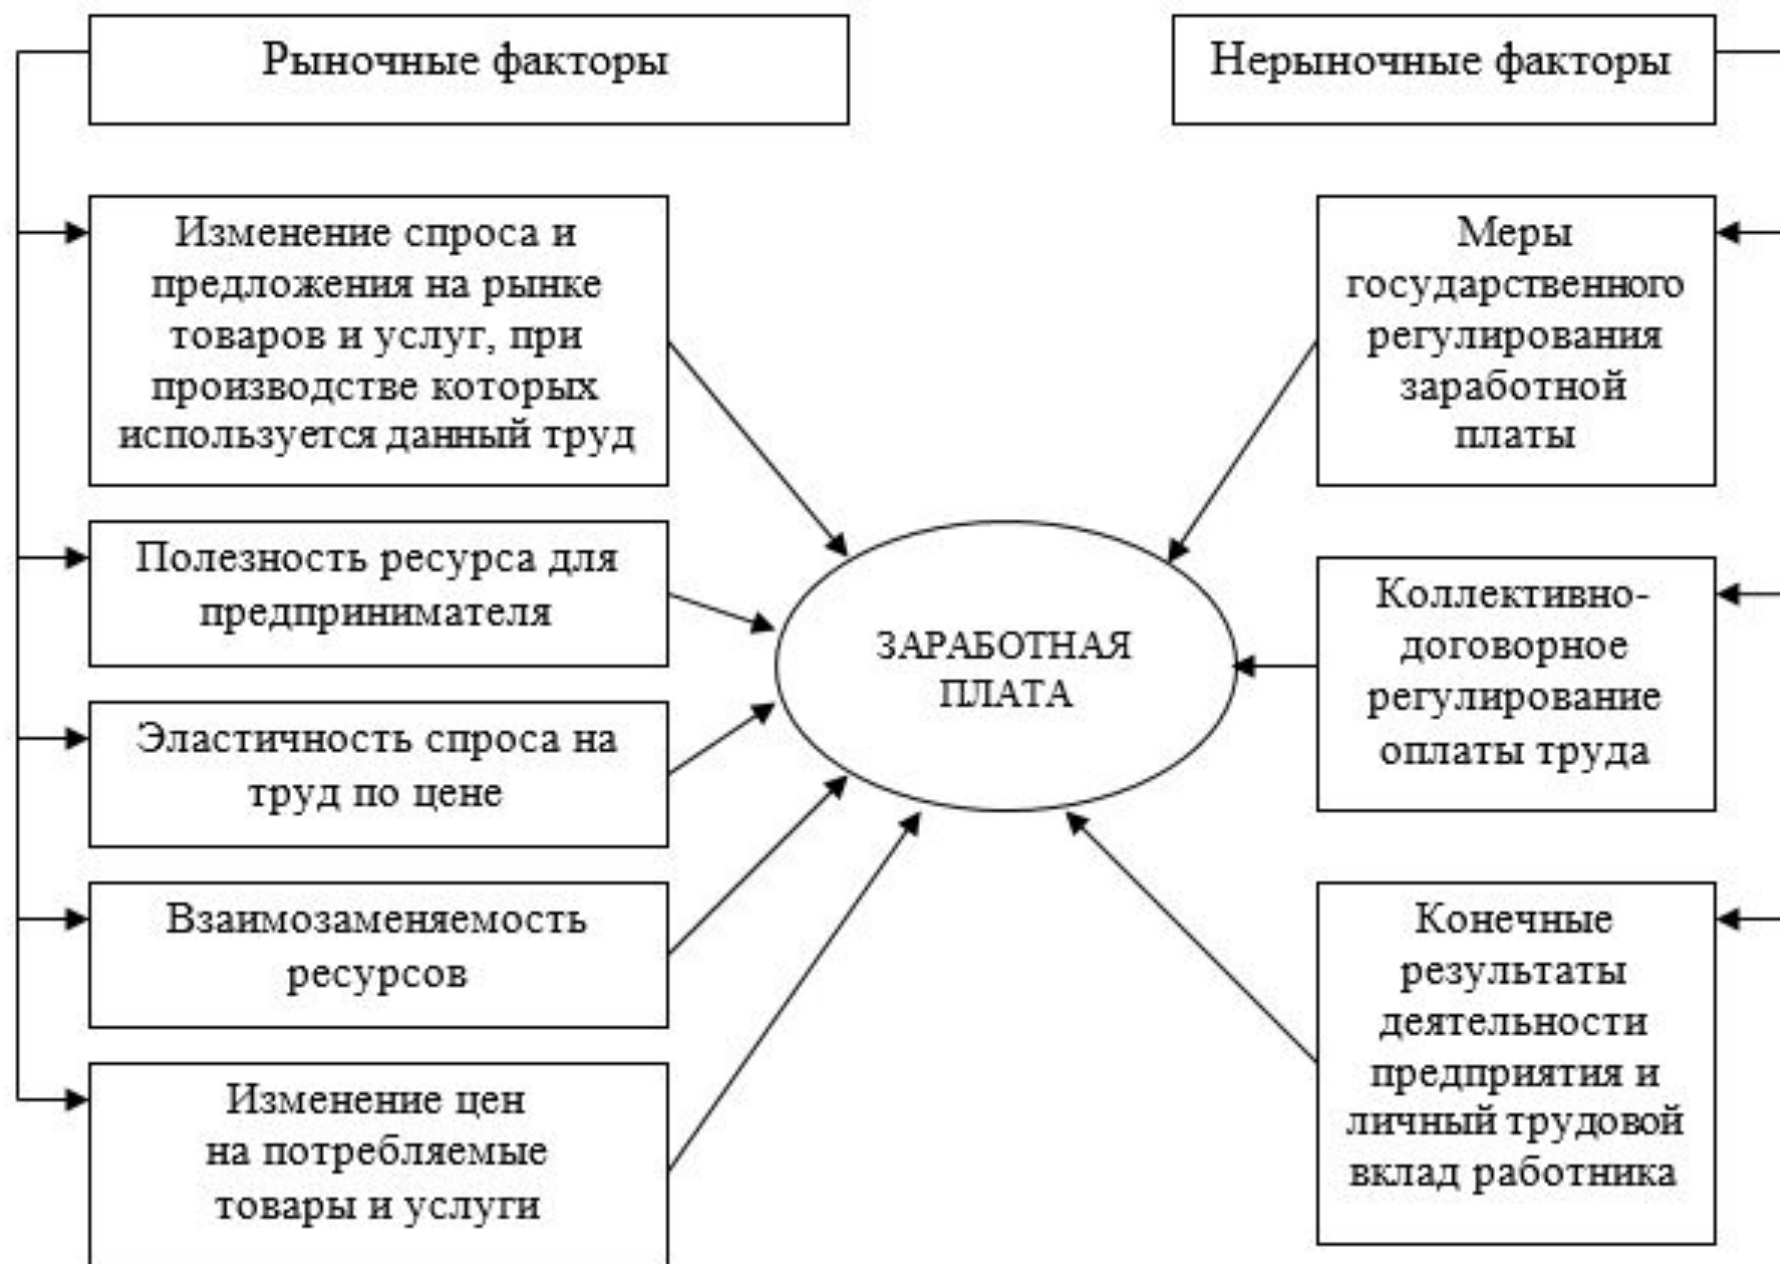 Рыночные факторы
Изменение спроса и
предложения на рынке
товаров и услуг, при
производстве которых
используется данный труд
Полезность ресурса для
предпринимателя
Эластичность спроса на
труд по цене
Взаимозаменяемость
ресурсов
Изменение цен
на потребляемые
товары и услуги
ЗАРАБОТНАЯ
ПЛАТА
Нерыночные факторы
Меры
государственного
регулирования
заработной
платы
Коллективно-
договорное
регулирование
оплаты труда
Конечные
результаты
деятельности
предприятия и
личный трудовой
вклад работника